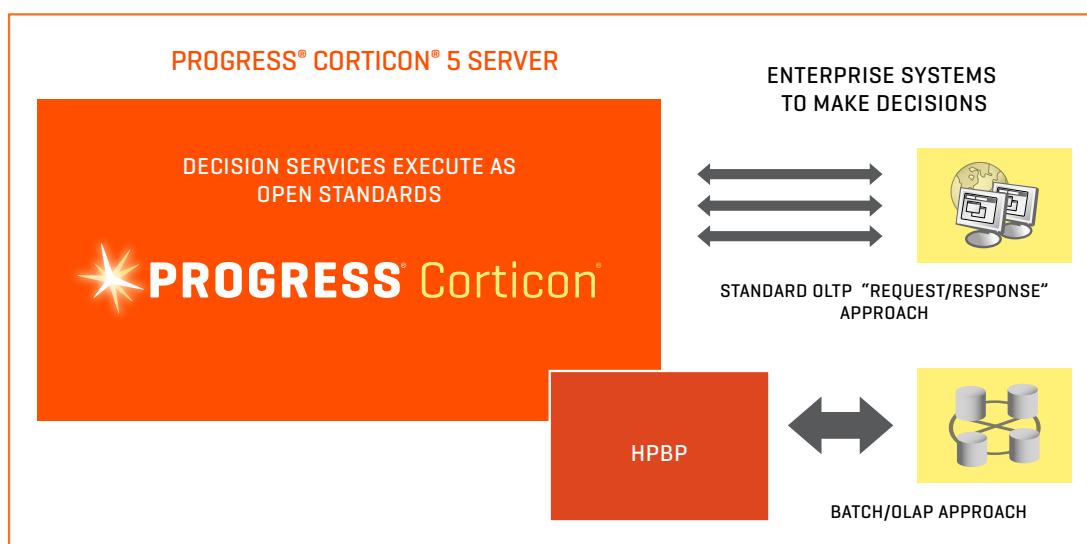 PROGRESS® CORTICON® 5 SERVER
ENTERPRISE SYSTEMS
TO MAKE DECISIONS
DECISION SERVICES EXECUTE AS
OPEN STANDARDS
PROGRESS® Corticon®
STANDARD OLTP “REQUEST/RESPONSE”
APPROACH
HPBP
BATCH/OLAP APPROACH